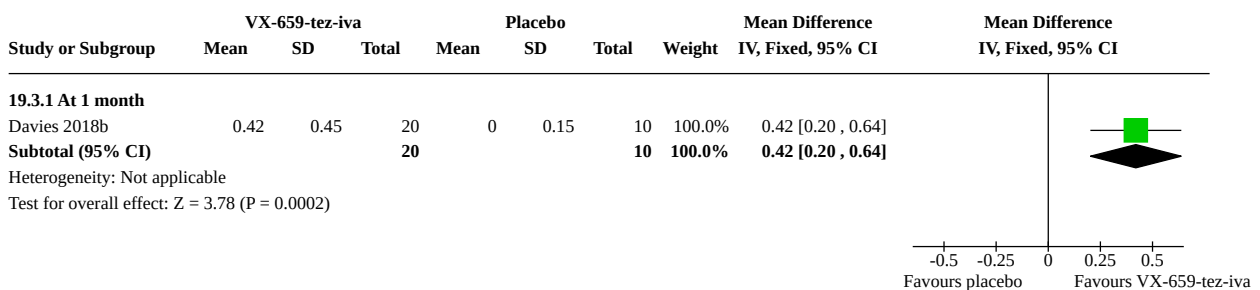 VX-659-tez-iva Placebo Mean Difference Mean Difference
Study or Subgroup Mean SD Total Mean SD Total Weight IV, Fixed, 95% CI IV, Fixed, 95% CI
19.3.1 At 1 month
Davies 2018b 0.42 0.45 20 0 0.15 10 100.0% 0.42 [0.20 , 0.64]
Subtotal (95% CI) 20 10 100.0% 0.42 [0.20 , 0.64]
Heterogeneity: Not applicable
Test for overall effect: Z = 3.78 (P = 0.0002)
-0.5 -0.25 0 0.25 0.5
Favours placebo Favours VX-659-tez-iva